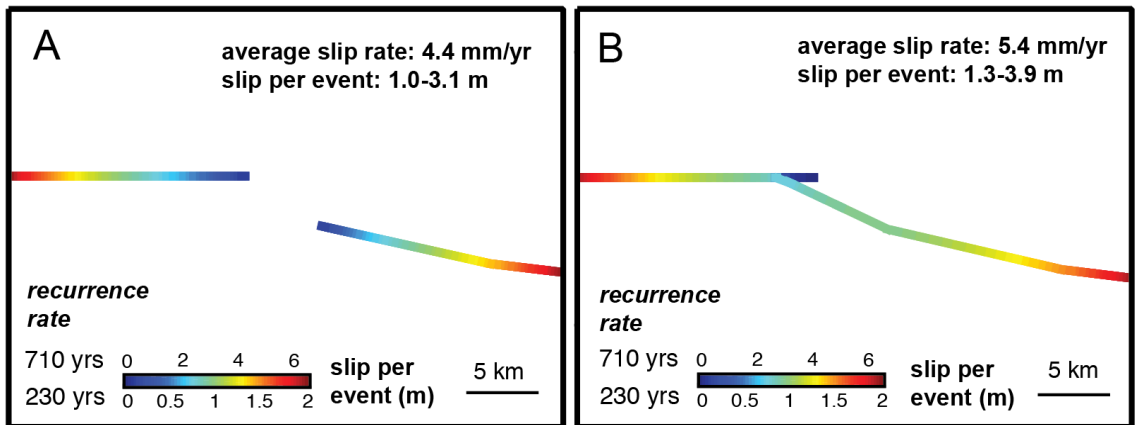 A
average slip rate: 4.4 mm/yr
slip per event: 1.0-3.1 m
recurrence
rate
710 yrs
0 2 4 6
230 yrs
0 0.5 1 1.5 2
slip per
event (m)
5 km
B
average slip rate: 5.4 mm/yr
slip per event: 1.3-3.9 m
recurrence
rate
710 yrs
0 2 4 6
230 yrs
0 0.5 1 1.5 2
slip per
event (m)
5 km